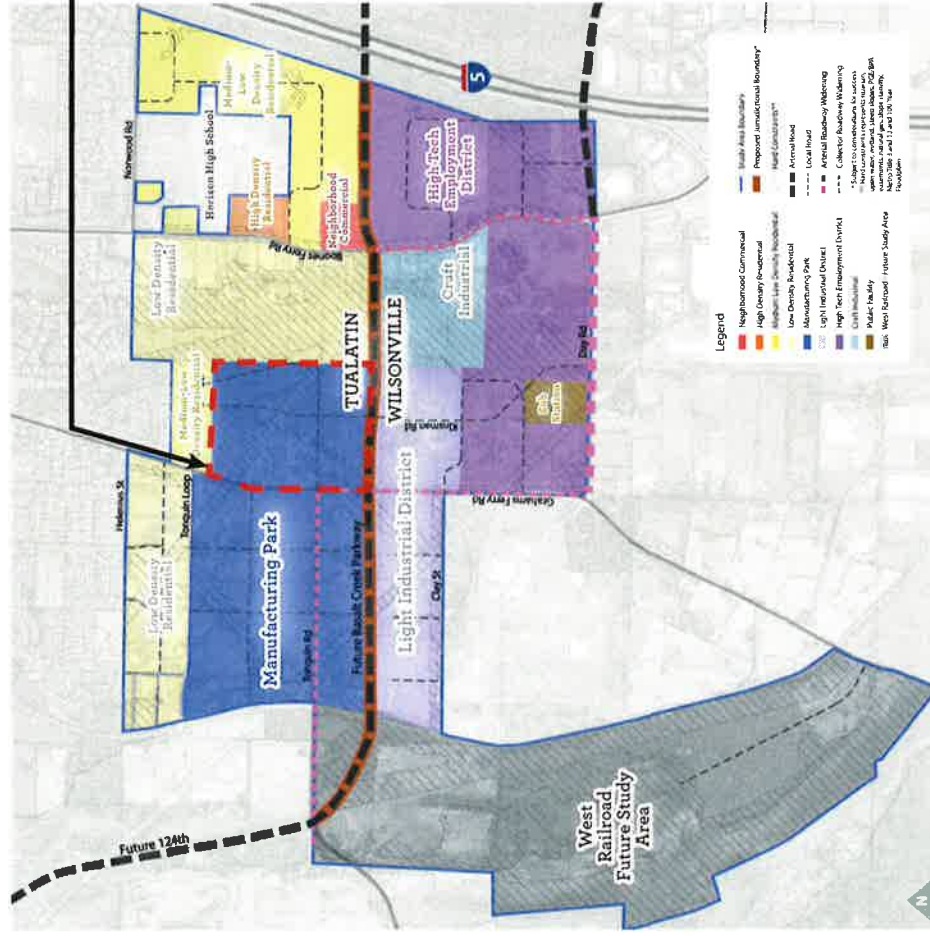 Norwood Rd
Horizon High School
Medium-
Low
Density
Residential
High Density
Residential
Neighborhood
Commercial
Boones Ferry Rd
High-Tech
Employment
District
5
Low Density
Residential
Medium-Low
Density Residential
Helenius St
Tonquin Loop
Low Density
Residential
Manufacturing Park
Tonquin Rd
Future Basalt Creek Parkway
TUALATIN
WILSONVILLE
Craft
Industrial
Kinsman Rd
Light Industrial District
Clay St
Grahams Ferry Rd
Day Rd
Station
Future 124th
West
Railroad
Future Study
Area
N
Legend
Neighborhood Commercial
High Density Residential
Medium Low Density Residential
Low Density Residential
Manufacturing Park
Light Industrial District
High Tech Employment District
Craft Industrial
Public Facility
West Railroad Future Study Area
Study Area Boundary
Proposed Jurisdictional Boundary*
Hard Constraints**
Arterial Road
Local Road
Arterial Roadway Widening
Collector Roadway Widening